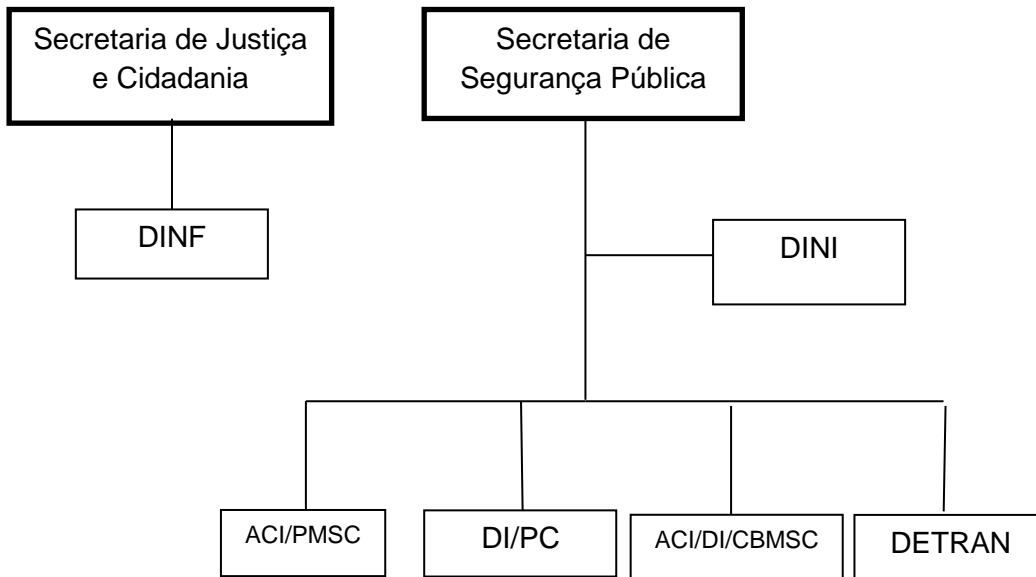 Secretaria de Justiça
e Cidadania
Secretaria de
Segurança Pública
DINF
DINI
ACI/PMSC
DI/PC
ACI/DI/CBMSC
DETRAN